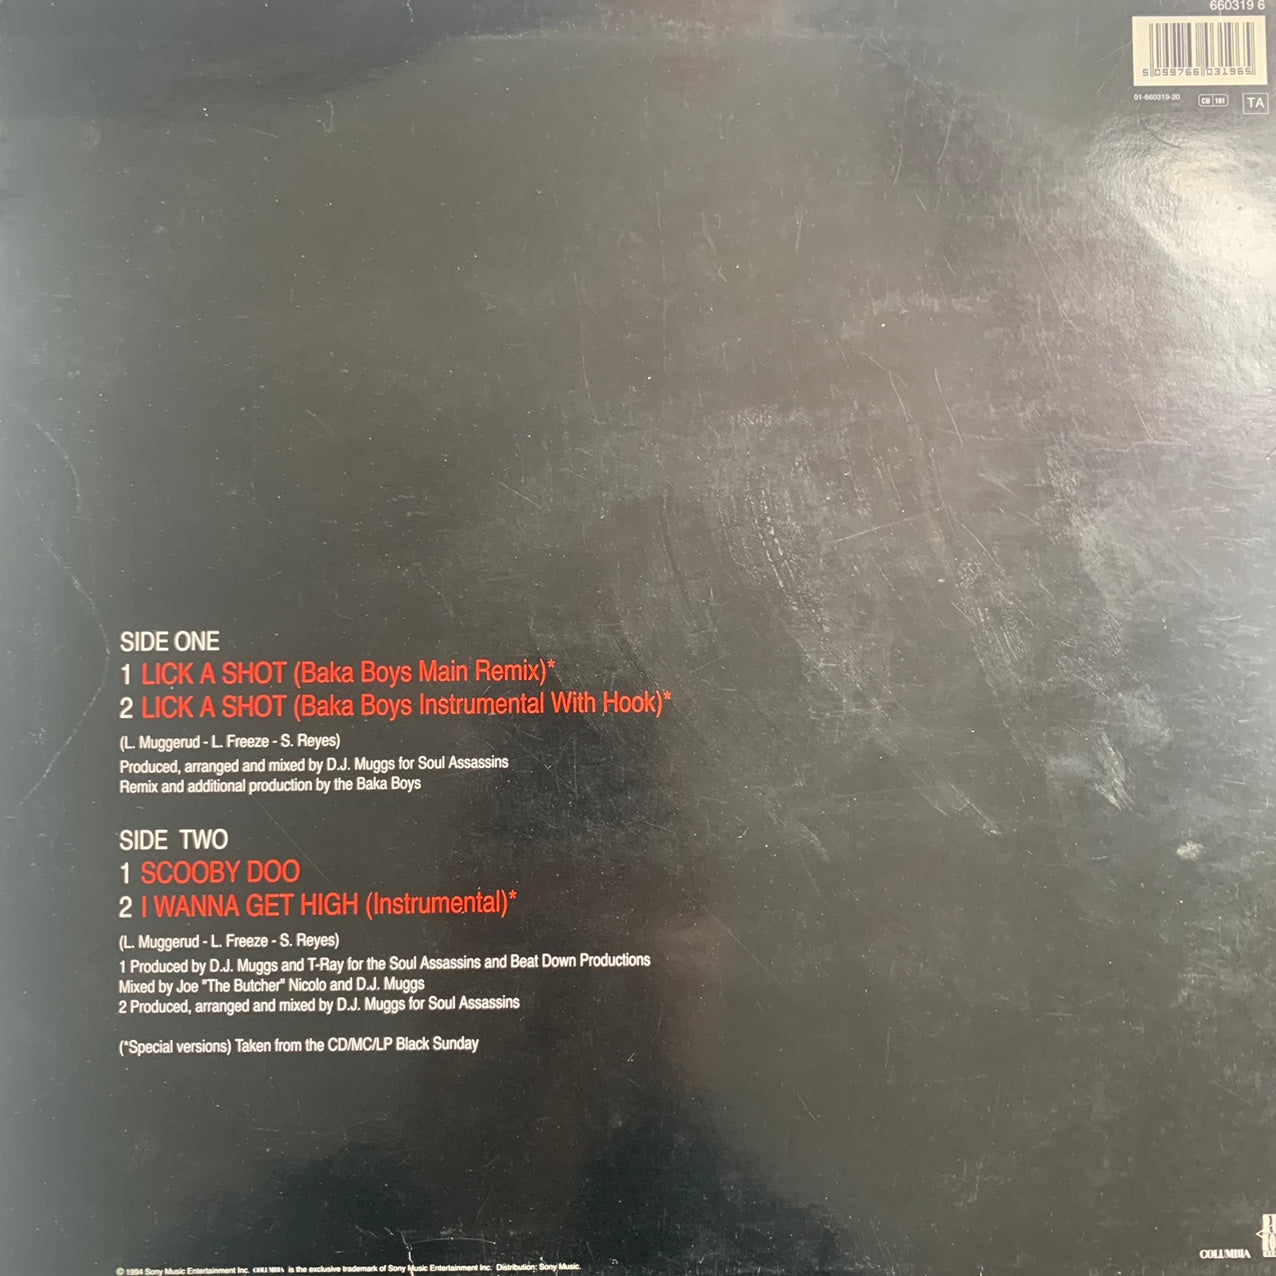 660319 6
5 099766 031965
01-660319-20 CB 181 TA
SIDE ONE
1 LICK A SHOT (Baka Boys Main Remix)*
2 LICK A SHOT (Baka Boys Instrumental With Hook)*
(L. Muggerud - L. Freeze - S. Reyes)
Produced, arranged and mixed by D.J. Muggs for Soul Assassins
Remix and additional production by the Baka Boys
SIDE TWO
1 SCOOBY DOO
2 I WANNA GET HIGH (Instrumental)*
(L. Muggerud - L. Freeze - S. Reyes)
1 Produced by D.J. Muggs and T-Ray for the Soul Assassins and Beat Down Productions
Mixed by Joe "The Butcher" Nicolo and D.J. Muggs
2 Produced, arranged and mixed by D.J. Muggs for Soul Assassins
(*Special versions) Taken from the CD/MC/LP Black Sunday
COLUMBIA
© 1994 Sony Music Entertainment Inc. COLUMBIA is the exclusive trademark of Sony Music Entertainment Inc. Distribution: Sony Music.